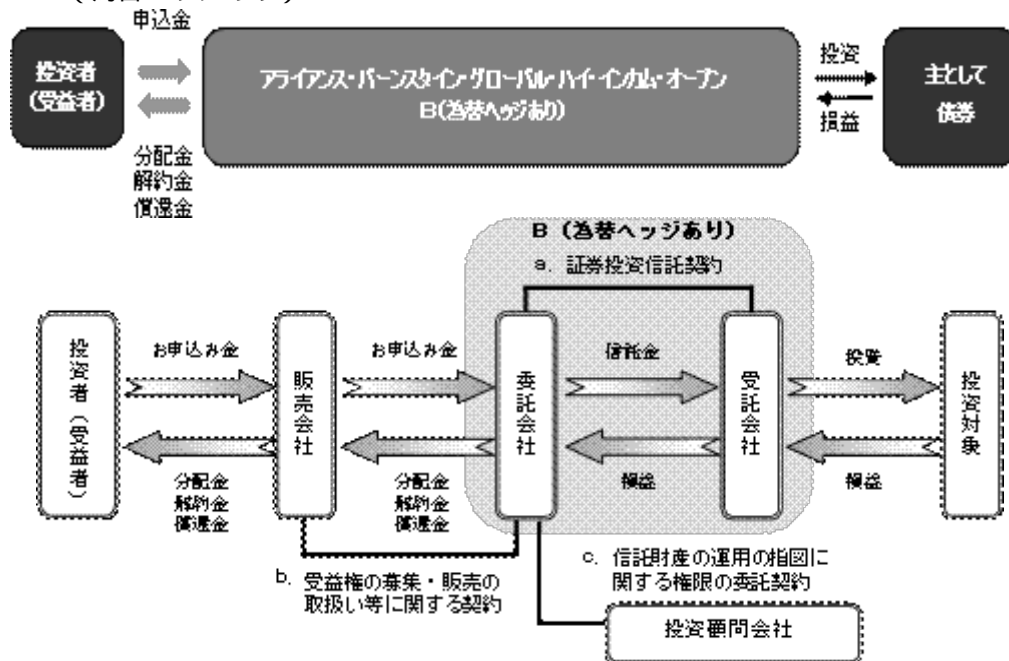 申込金
投資者
(受益者)
アライアンス・バーンスタイン・グローバル・ハイ・インカム・オープン
B(為替ヘッジあり)
投資
損益
主として
債券
分配金
解約金
償還金
B(為替ヘッジあり)
a. 証券投資信託契約
投資者(受益者)
お申込み金
販売会社
お申込み金
委託会社
信託金
受託会社
投資
投資対象
分配金
解約金
償還金
分配金
解約金
償還金
損益
損益
b. 受益権の募集・販売の
取扱い等に関する契約
c. 信託財産の運用の指図に
関する権限の委託契約
投資顧問会社